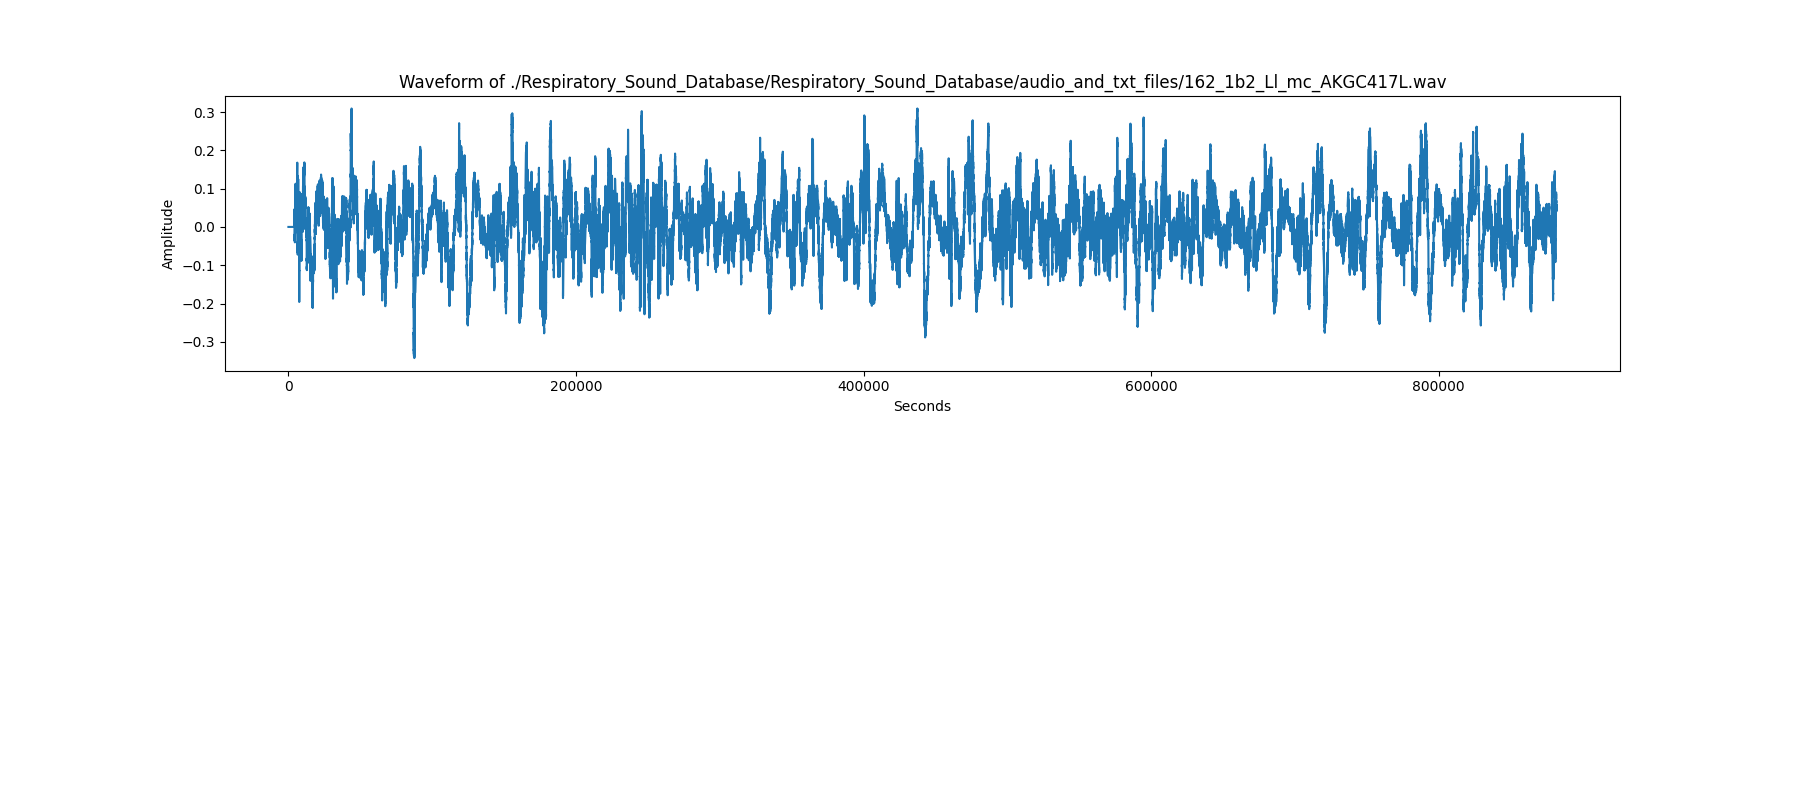 Waveform of ./Respiratory_Sound_Database/Respiratory_Sound_Database/audio_and_txt_files/162_1b2_Ll_mc_AKGC417L.wav
0.3
0.2
0.1
0.0
−0.1
−0.2
−0.3
Amplitude
0 200000 400000 600000 800000
Seconds